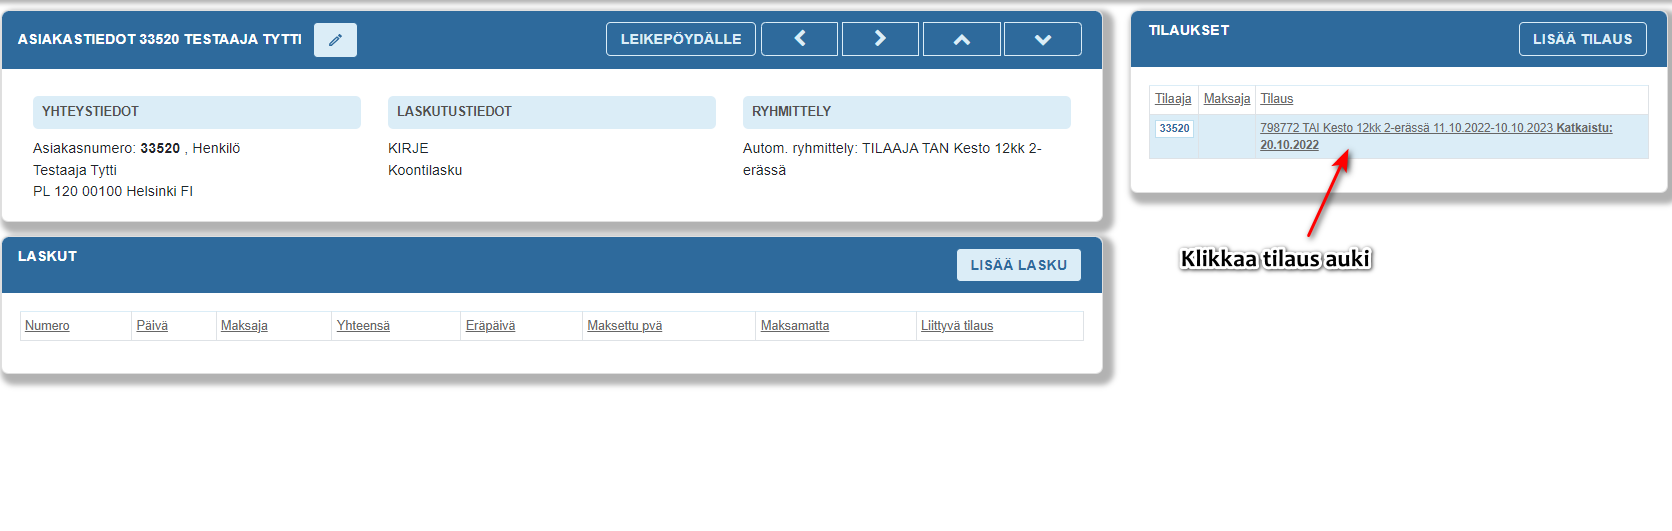 ASIAKASTIEDOT 33520 TESTAAJA TYTTI
LEIKEPÖYDÄLLE
YHTEYSTIEDOT
Asiakasnumero: 33520 , Henkilö
Testaaja Tytti
PL 120 00100 Helsinki FI
LASKUTUSTIEDOT
KIRJE
Koontilasku
RYHMITTELY
Autom. ryhmittely: TILAAJA TAN Kesto 12kk 2-
erässä
LASKUT
LISÄÄ LASKU
Numero Päivä Maksaja Yhteensä Eräpäivä Maksettu pvä Maksamatta Liittyvä tilaus
TILAUKSET
LISÄÄ TILAUS
Tilaaja Maksaja Tilaus
33520 798772 TAI Kesto 12kk 2-erässä 11.10.2022-10.10.2023 Katkaistu:
20.10.2022
Klikkaa tilaus auki